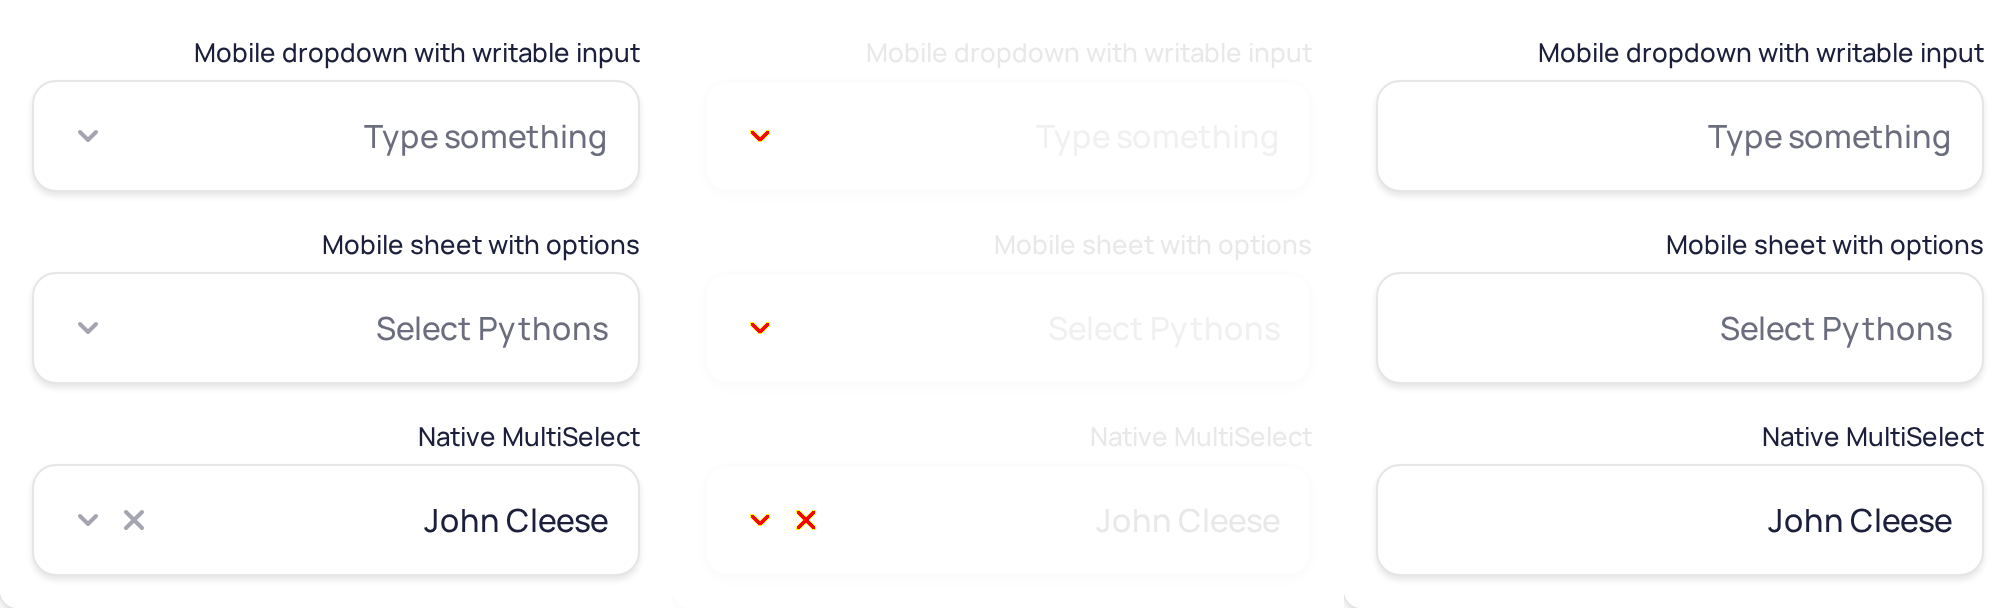 Mobile dropdown with writable input
Type something
Mobile sheet with options
Select Pythons
Native MultiSelect
John Cleese
Mobile dropdown with writable input
Type something
Mobile sheet with options
Select Pythons
Native MultiSelect
John Cleese
Mobile dropdown with writable input
Type something
Mobile sheet with options
Select Pythons
Native MultiSelect
John Cleese